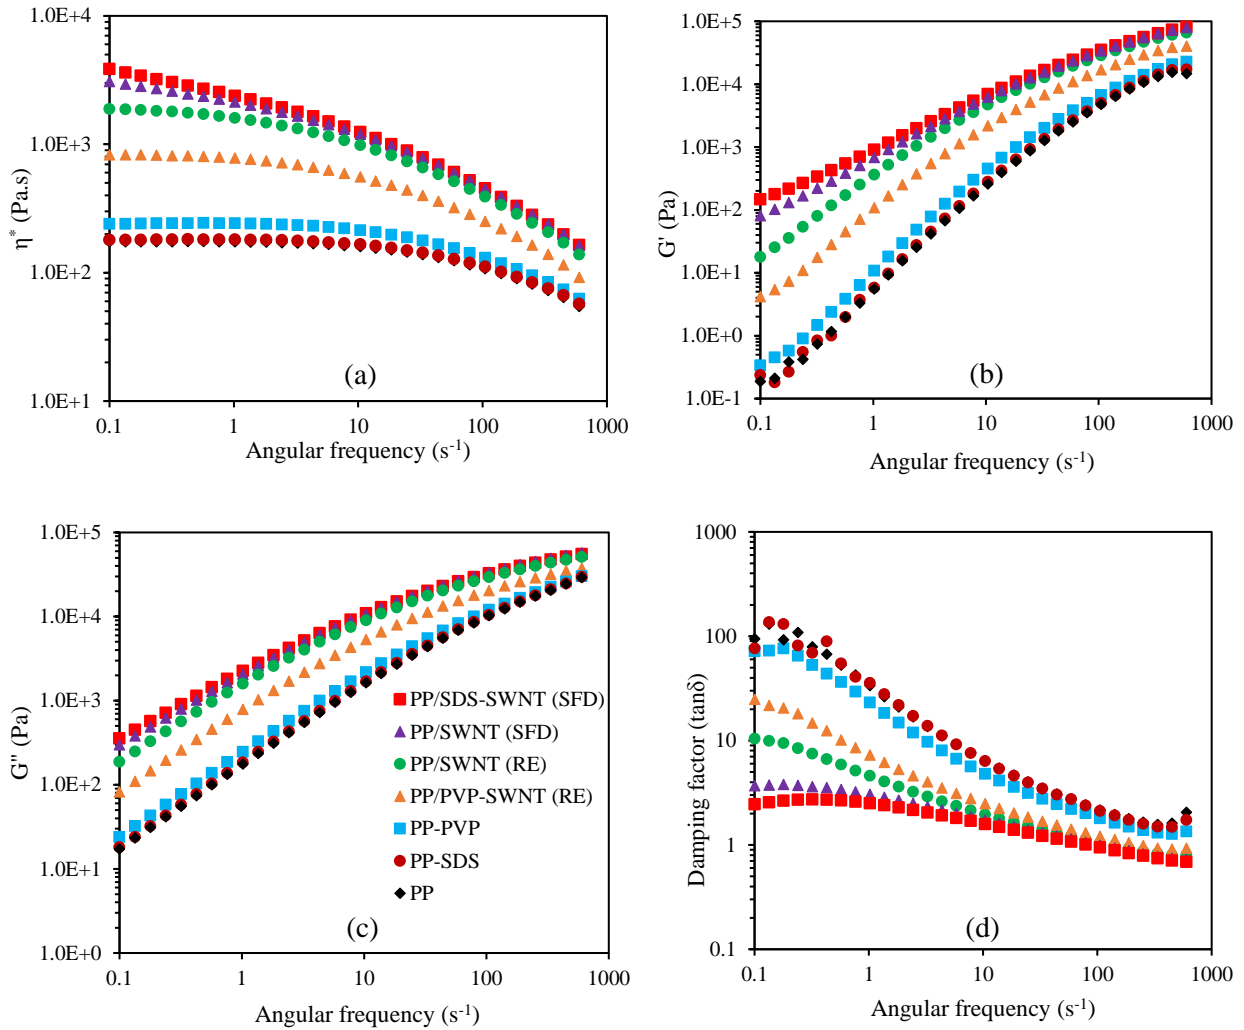 1.0E+4
1.0E+3
1.0E+2
1.0E+1
η* (Pa.s)
(a)
0.1 1 10 100 1000
Angular frequency (s-1)
1.0E+5
1.0E+4
1.0E+3
1.0E+2
1.0E+1
1.0E+0
1.0E-1
G' (Pa)
(b)
0.1 1 10 100 1000
Angular frequency (s-1)
1.0E+5
1.0E+4
1.0E+3
1.0E+2
1.0E+1
1.0E+0
G'' (Pa)
PP/SDS-SWNT (SFD)
PP/SWNT (SFD)
PP/SWNT (RE)
PP/PVP-SWNT (RE)
PP-PVP
PP-SDS
PP
(c)
0.1 1 10 100 1000
Angular frequency (s-1)
1000
100
10
1
0.1
Damping factor (tanδ)
(d)
0.1 1 10 100 1000
Angular frequency (s-1)